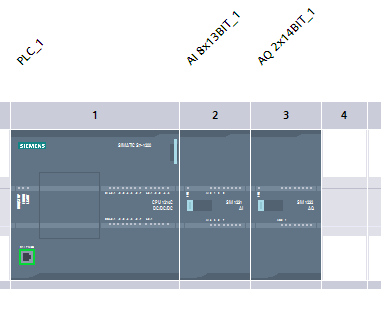 PLC_1
AI 8x13BIT_1
AQ 2x14BIT_1
1
2
3
4
SIEMENS
SIMATIC S7-1200
CPU 1214C
DC/DC/DC
SM 1231
AI
SM 1232
AQ